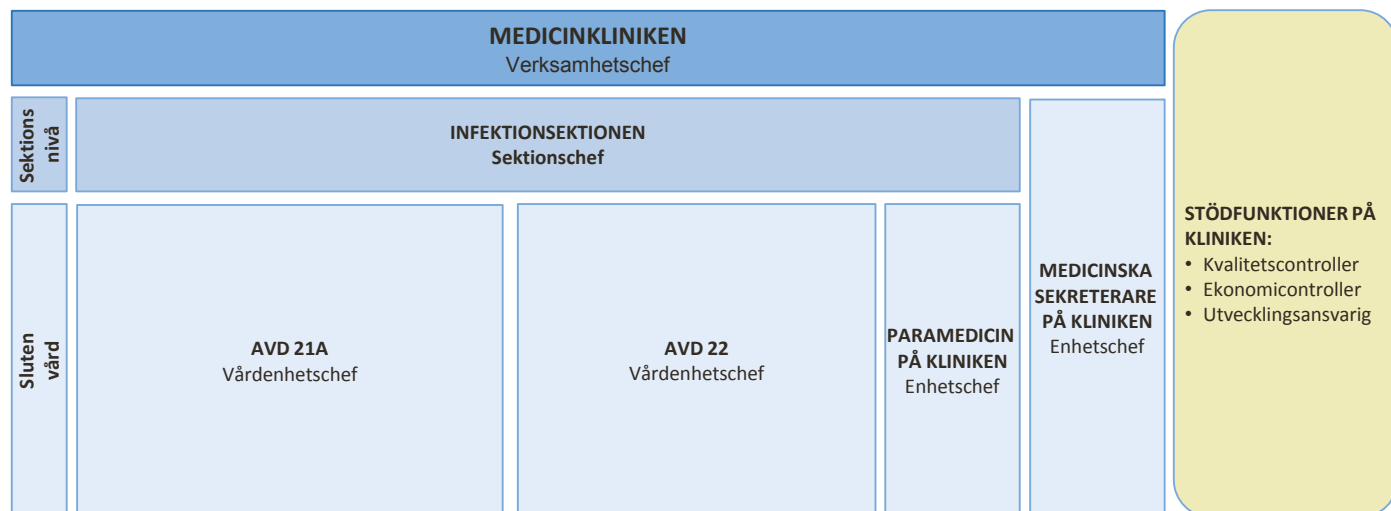 MEDICINKLINIKEN
Verksamhetschef
Sektions
nivå
INFEKTIONSEKTIONEN
Sektionschef
Sluten
vård
AVD 21A
Vårdenhetschef
AVD 22
Vårdenhetschef
PARAMEDICIN
PÅ KLINIKEN
Enhetschef
MEDICINSKA
SEKRETERARE
PÅ KLINIKEN
Enhetschef
STÖDFUNKTIONER PÅ
KLINIKEN:
• Kvalitetscontroller
• Ekonomicontroller
• Utvecklingsansvarig